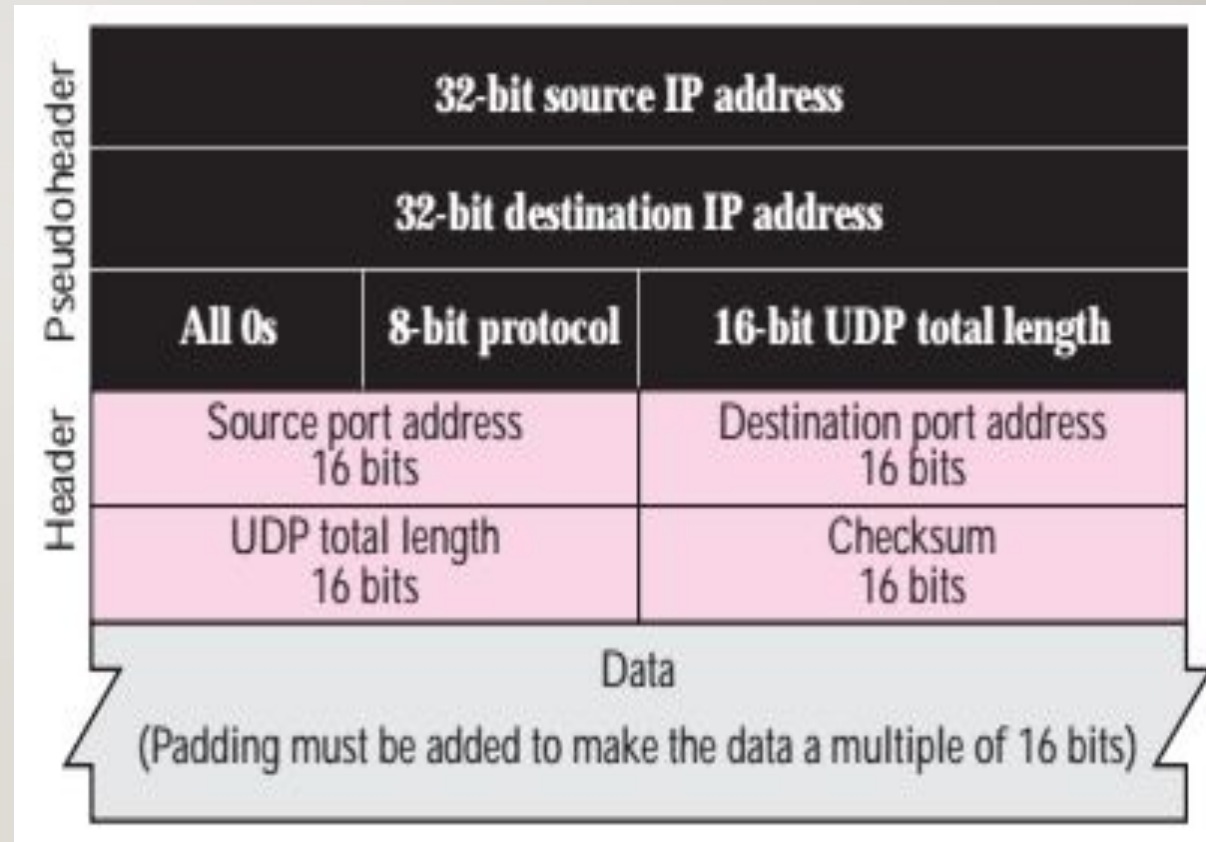 Pseudoheader
32-bit source IP address
32-bit destination IP address
All 0s
8-bit protocol
16-bit UDP total length
Header
Source port address
16 bits
Destination port address
16 bits
UDP total length
16 bits
Checksum
16 bits
Data
(Padding must be added to make the data a multiple of 16 bits)